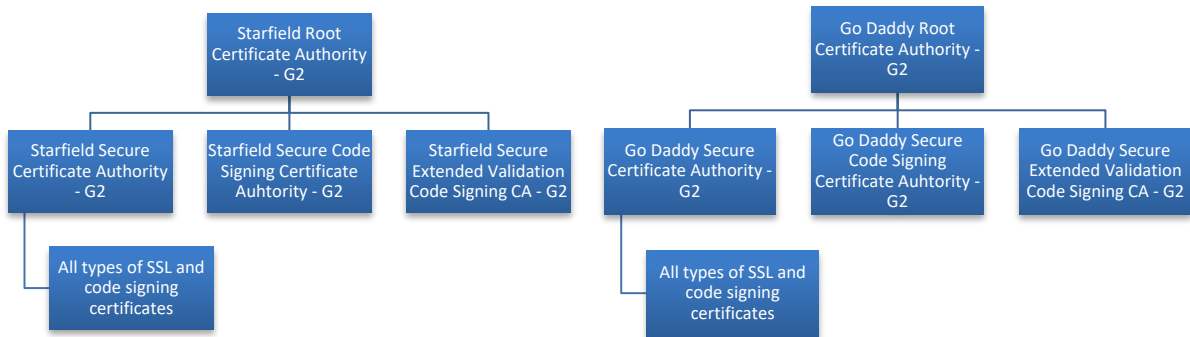 Starfield Root
Certificate Authority
- G2
Go Daddy Root
Certificate Authority -
G2
Starfield Secure
Certificate Authority
- G2
Starfield Secure Code
Signing Certificate
Auhtority - G2
Starfield Secure
Extended Validation
Code Signing CA - G2
Go Daddy Secure
Certificate Authority -
G2
Go Daddy Secure
Code Signing
Certificate Auhtority -
G2
Go Daddy Secure
Extended Validation
Code Signing CA - G2
All types of SSL and
code signing
certificates
All types of SSL and
code signing
certificates